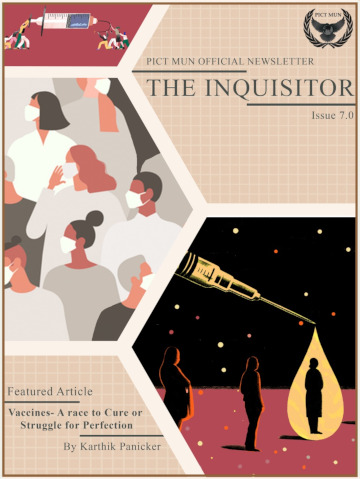 PICT MUN
PICT MUN OFFICIAL NEWSLETTER
THE INQUISITOR
Issue 7.0
Featured Article
Vaccines- A race to Cure or
Struggle for Perfection
By Karthik Panicker